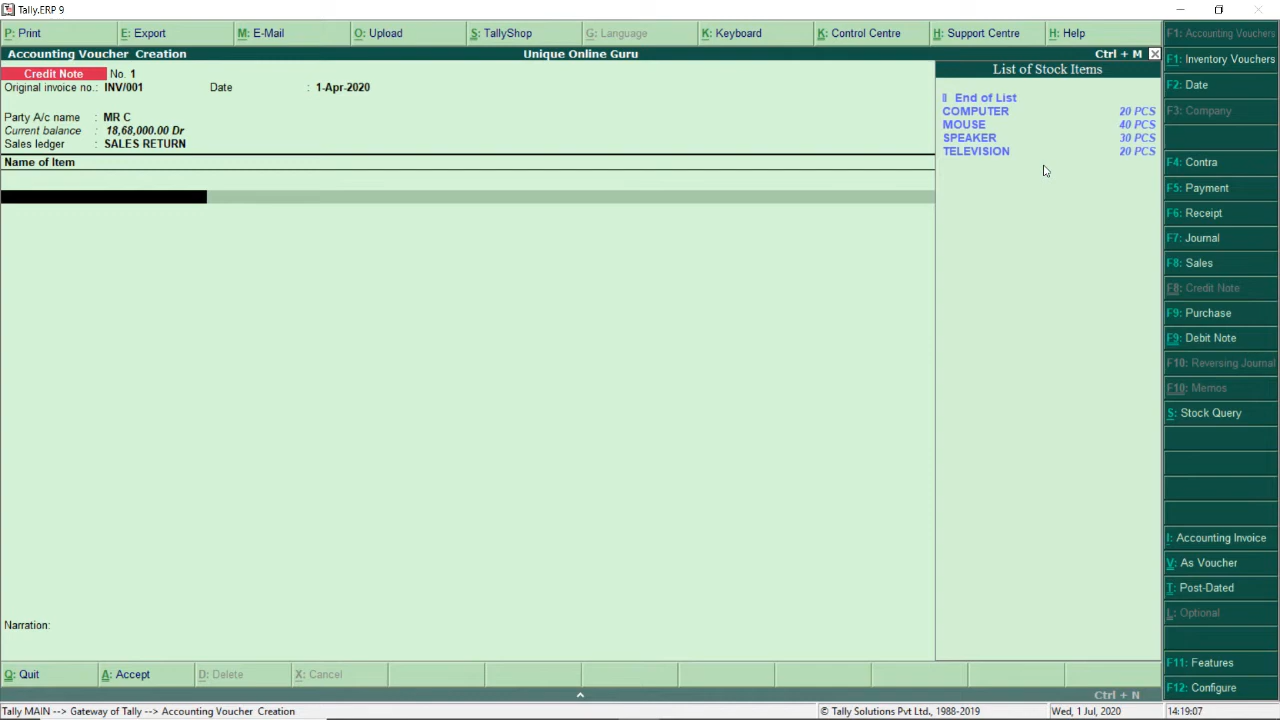 Tally.ERP 9
P: Print E: Export M: E-Mail O: Upload S: TallyShop G: Language K: Keyboard K: Control Centre H: Support Centre H: Help
Accounting Voucher Creation Unique Online Guru Ctrl + M
Credit Note No. 1
Original invoice no.: INV/001 Date : 1-Apr-2020
Party A/c name : MR C
Current balance : 18,68,000.00 Dr
Sales ledger : SALES RETURN
Name of Item
List of Stock Items
End of List
COMPUTER 20 PCS
MOUSE 40 PCS
SPEAKER 30 PCS
TELEVISION 20 PCS
F1: Accounting Vouchers
F1: Inventory Vouchers
F2: Date
F3: Company
F4: Contra
F5: Payment
F6: Receipt
F7: Journal
F8: Sales
F8: Credit Note
F9: Purchase
F9: Debit Note
F10: Reversing Journal
F10: Memos
S: Stock Query
I: Accounting Invoice
V: As Voucher
T: Post-Dated
L: Optional
F11: Features
F12: Configure
Narration:
Q: Quit A: Accept D: Delete X: Cancel
Ctrl + N
Tally MAIN --> Gateway of Tally --> Accounting Voucher Creation © Tally Solutions Pvt Ltd., 1988-2019 Wed, 1 Jul, 2020 14:19:07